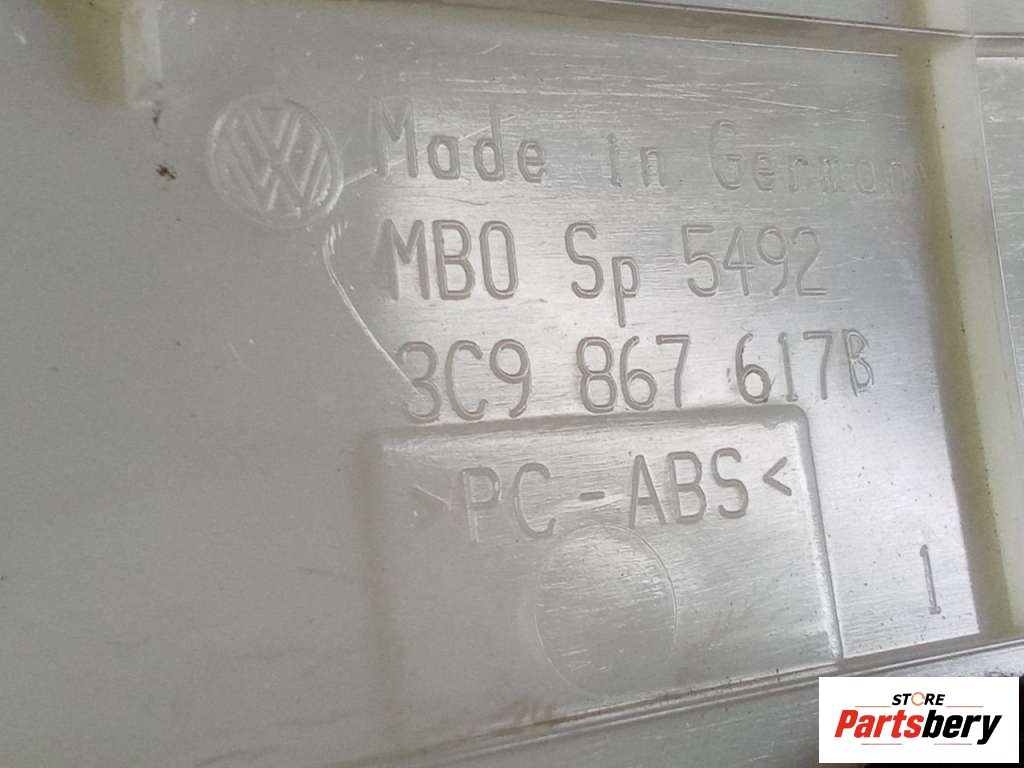 Made in Germany
MBO Sp 5492
3C9 867 617B
>PC-ABS<
1
STORE
Partsbery